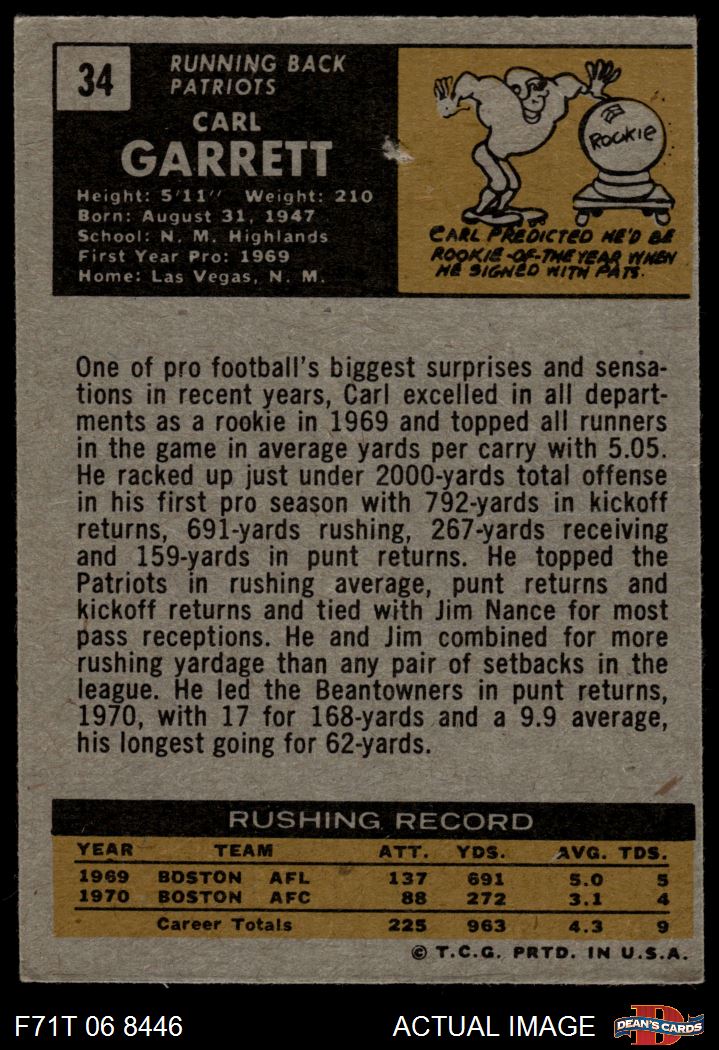 34
RUNNING BACK
PATRIOTS
CARL
GARRETT
Height: 5'11'' Weight: 210
Born: August 31, 1947
School: N. M. Highlands
First Year Pro: 1969
Home: Las Vegas, N. M.
ROOKIE
CARL PREDICTED HE'D BE
ROOKIE-OF-THE YEAR WHEN
HE SIGNED WITH PATS.
One of pro football's biggest surprises and sensa-
tions in recent years, Carl excelled in all depart-
ments as a rookie in 1969 and topped all runners
in the game in average yards per carry with 5.05.
He racked up just under 2000-yards total offense
in his first pro season with 792-yards in kickoff
returns, 691-yards rushing, 267-yards receiving
and 159-yards in punt returns. He topped the
Patriots in rushing average, punt returns and
kickoff returns and tied with Jim Nance for most
pass receptions. He and Jim combined for more
rushing yardage than any pair of setbacks in the
league. He led the Beantowners in punt returns,
1970, with 17 for 168-yards and a 9.9 average,
his longest going for 62-yards.
RUSHING RECORD
YEAR TEAM ATT. YDS. AVG. TDS.
1969 BOSTON AFL 137 691 5.0 5
1970 BOSTON AFC 88 272 3.1 4
Career Totals 225 963 4.3 9
© T.C.G. PRTD. IN U.S.A.
F71T 06 8446 ACTUAL IMAGE D DEAN'S CARDS